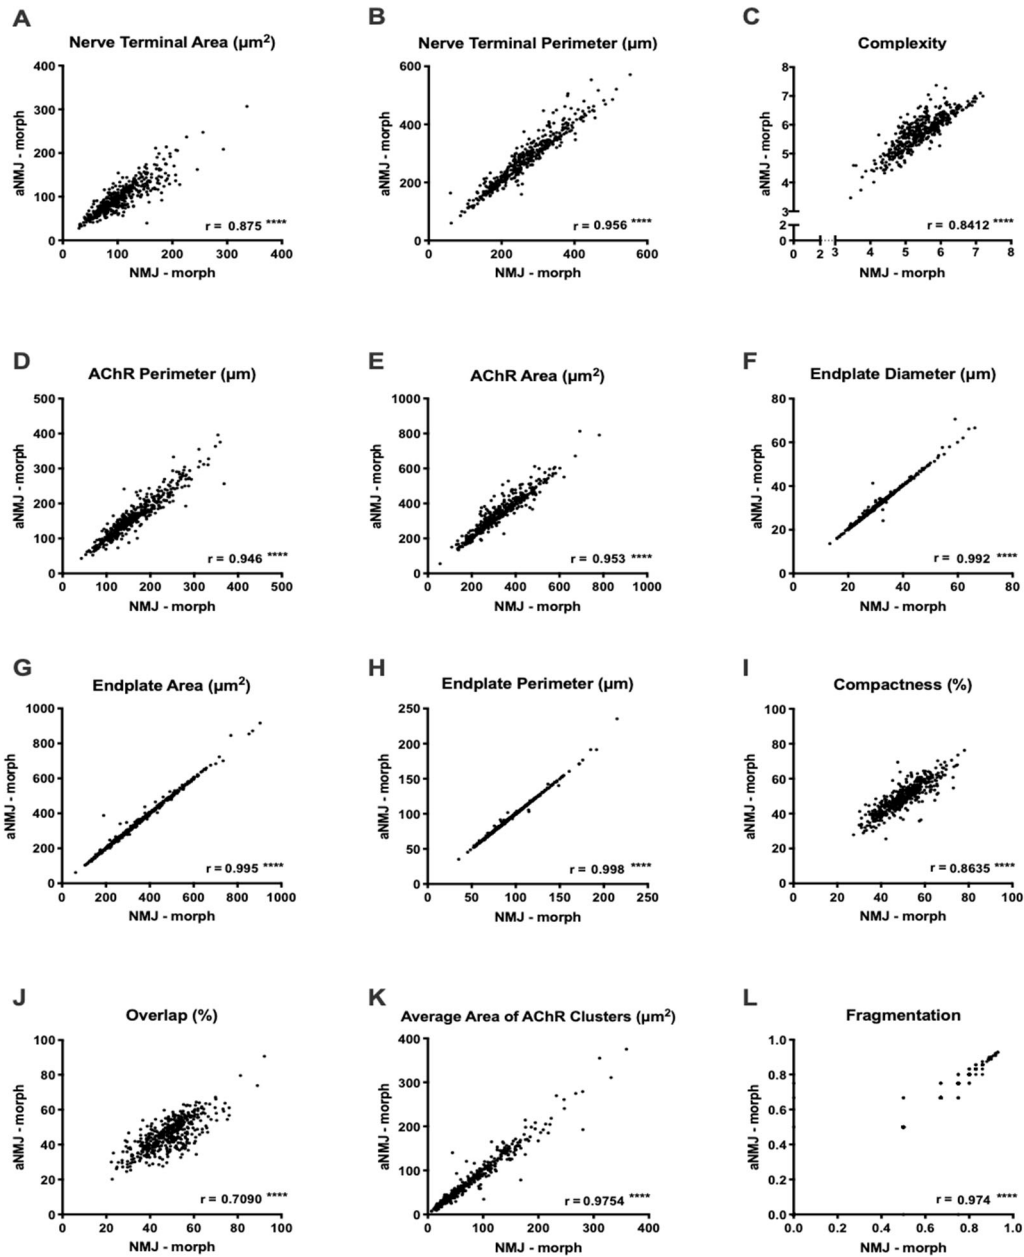 A B C
Nerve Terminal Area (µm²) Nerve Terminal Perimeter (µm) Complexity
400 600 8
7
300 6
400
200 5
4
200
100 3
r = 0.875 **** r = 0.956 **** 2 r = 0.8412 ****
0 0 0
0 100 200 300 400 200 400 600 0 2 3 4 5 6 7 8
NMJ - morph NMJ - morph NMJ - morph
aNMJ - morph aNMJ - morph aNMJ - morph
D E F
AChR Perimeter (µm) AChR Area (µm²) Endplate Diameter (µm)
500 1000 80
400 800
60
300 600
40
200 400
100 200 20
r = 0.946 **** r = 0.953 **** r = 0.992 ****
0 0 0
0 100 200 300 400 500 0 200 400 600 800 1000 0 20 40 60 80
NMJ - morph NMJ - morph NMJ - morph
aNMJ - morph aNMJ - morph aNMJ - morph
G H I
Endplate Area (µm²) Endplate Perimeter (µm) Compactness (%)
1000 250 100
800 200 80
600 150 60
400 100 40
200 50 20
r = 0.995 **** r = 0.998 **** r = 0.8635 ****
0 0 0
0 200 400 600 800 1000 0 50 100 150 200 250 0 20 40 60 80 100
NMJ - morph NMJ - morph NMJ - morph
aNMJ - morph aNMJ - morph aNMJ - morph
J K L
Overlap (%) Average Area of AChR Clusters (µm²) Fragmentation
100 400 1.0
80 300 0.8
60 0.6
200
40 0.4
100
20 0.2
r = 0.7090 **** r = 0.9754 **** r = 0.974 ****
0 0 0.0
0 20 40 60 80 100 0 100 200 300 400 0.0 0.2 0.4 0.6 0.8 1.0
NMJ - morph NMJ - morph NMJ - morph
aNMJ - morph aNMJ - morph aNMJ - morph